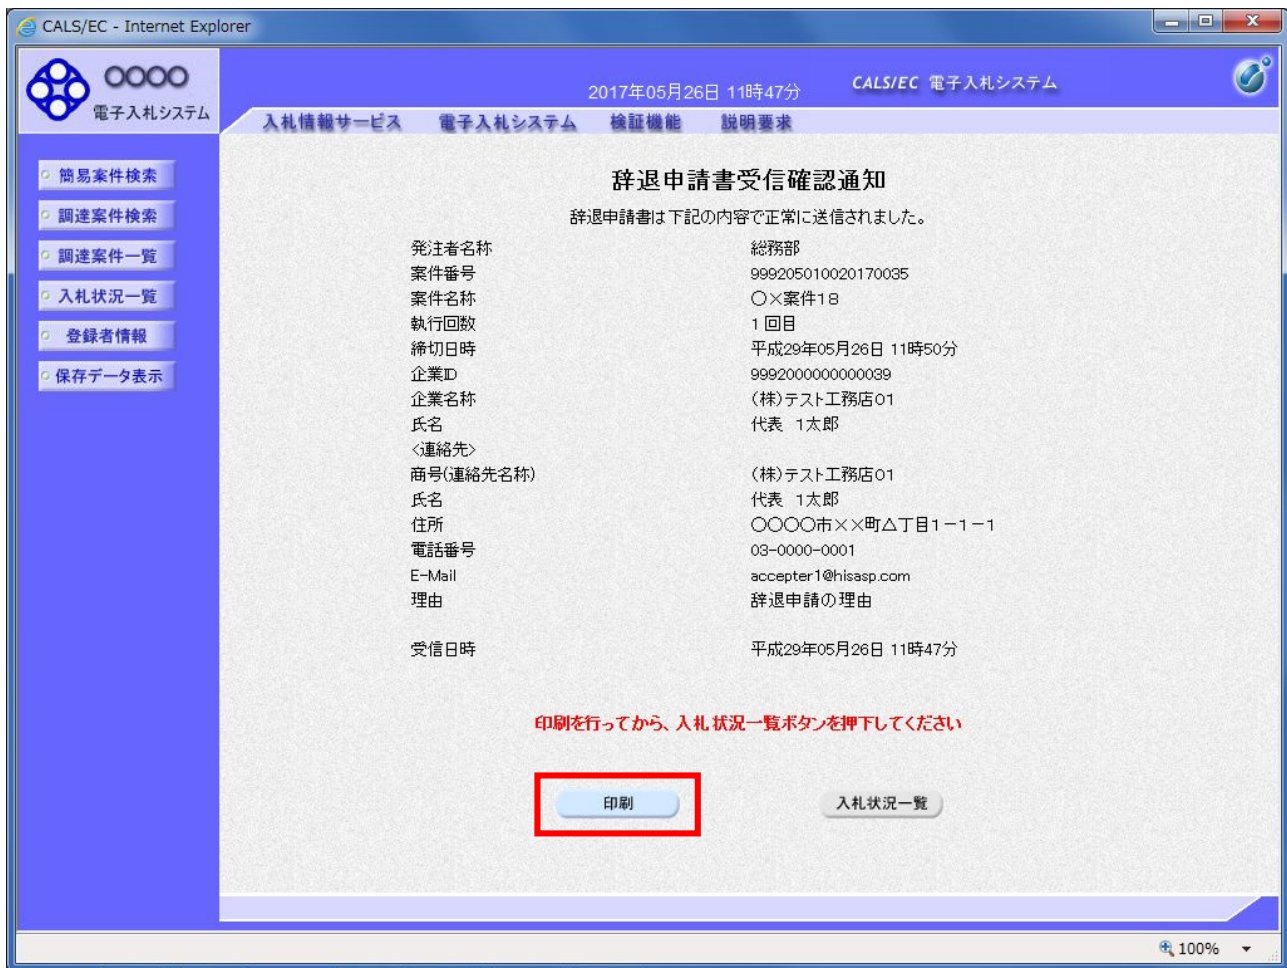 CALS/EC - Internet Explorer
○○○○
電子入札システム
2017年05月26日 11時47分
CALS/EC 電子入札システム
入札情報サービス 電子入札システム 検証機能 説明要求
簡易案件検索
調達案件検索
調達案件一覧
入札状況一覧
登録者情報
保存データ表示
辞退申請書受信確認通知
辞退申請書は下記の内容で正常に送信されました。
発注者名称 総務部
案件番号 999205010020170035
案件名称 ○×案件18
執行回数 1回目
締切日時 平成29年05月26日 11時50分
企業ID 9992000000000039
企業名称 (株)テスト工務店01
氏名 代表 1太郎
<連絡先>
商号(連絡先名称) (株)テスト工務店01
氏名 代表 1太郎
住所 ○○○○市××町△丁目1-1-1
電話番号 03-0000-0001
E-Mail accepter1@hisasp.com
理由 辞退申請の理由
受信日時 平成29年05月26日 11時47分
印刷を行ってから、入札状況一覧ボタンを押下してください
印刷 入札状況一覧
100%